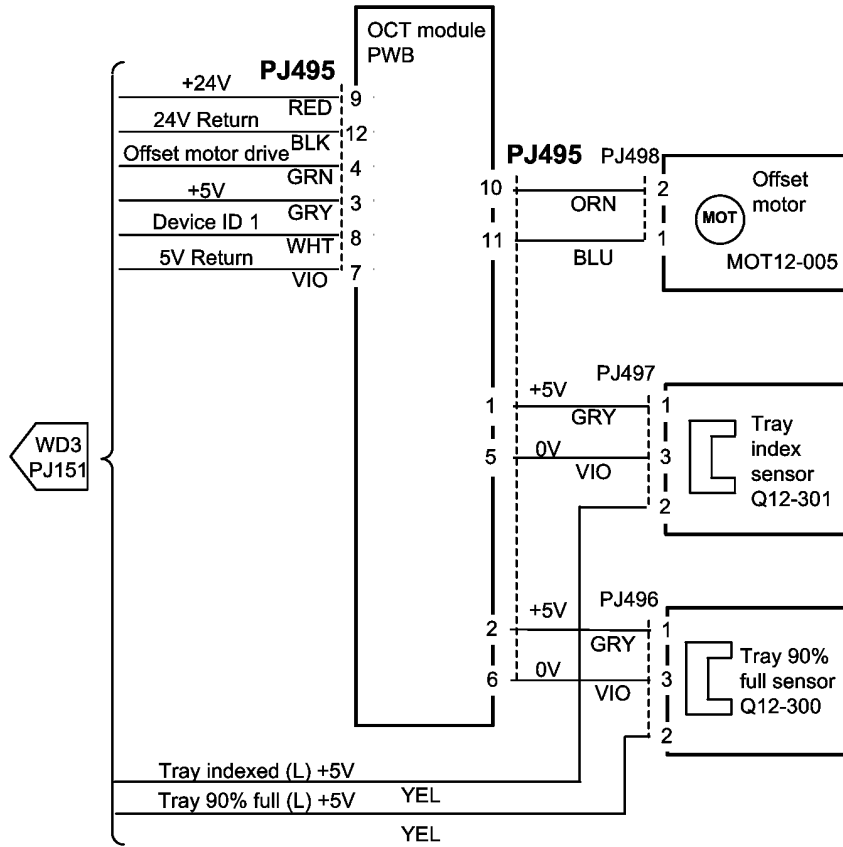 OCT module
PWB
PJ495
+24V
RED
9
24V Return
BLK
12
Offset motor drive
GRN
4
+5V
GRY
3
Device ID 1
WHT
8
5V Return
VIO
7
WD3
PJ151
PJ495
PJ498
10
ORN
2
11
BLU
1
MOT
Offset
motor
MOT12-005
PJ497
1
+5V
GRY
1
5
0V
VIO
3
2
Tray
index
sensor
Q12-301
PJ496
2
+5V
GRY
1
6
0V
VIO
3
2
Tray 90%
full sensor
Q12-300
Tray indexed (L) +5V
YEL
Tray 90% full (L) +5V
YEL